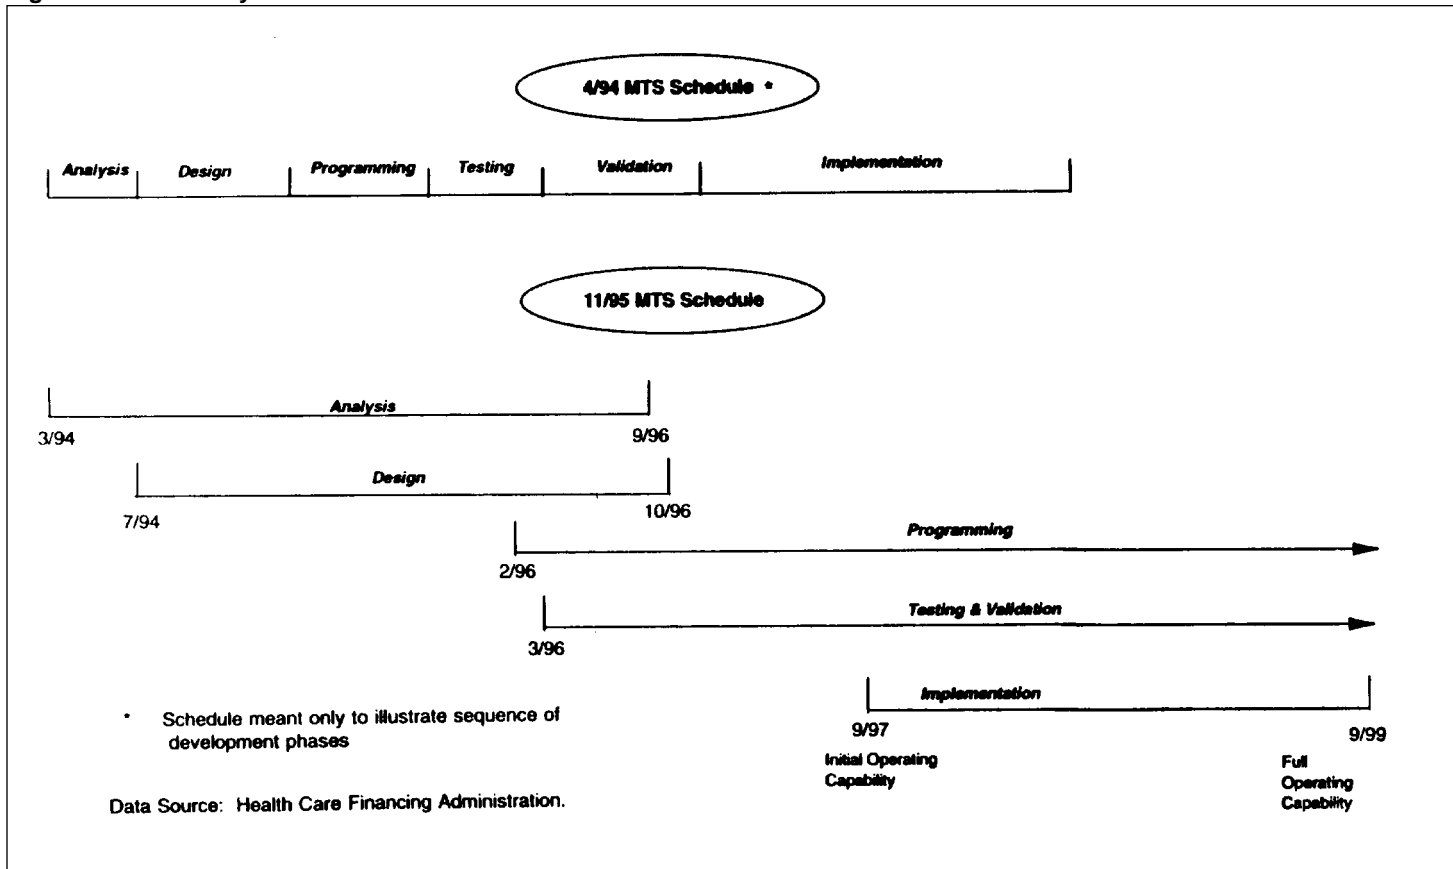 4/94 MTS Schedule *
Analysis Design Programming Testing Validation Implementation
11/95 MTS Schedule
Analysis
3/94 9/96
Design
7/94 10/96
Programming
2/96
Testing & Validation
3/96
Implementation
9/97 9/99
Initial Operating
Capability
Full
Operating
Capability
* Schedule meant only to illustrate sequence of
development phases
Data Source: Health Care Financing Administration.